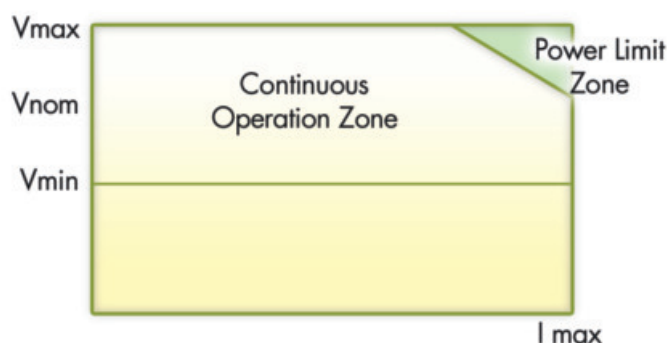 Vmax
Power Limit
Zone
Continuous
Operation Zone
Vnom
Vmin
I max